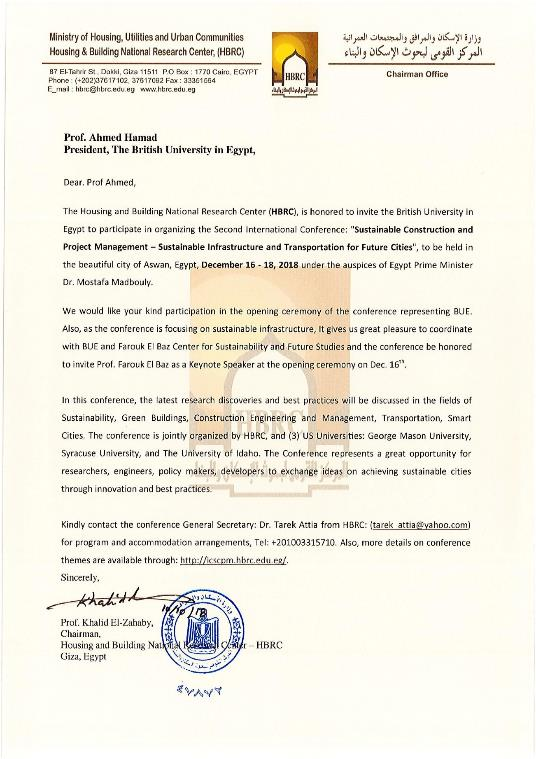 Ministry of Housing, Utilities and Urban Communities
Housing & Building National Research Center, (HBRC)
وزارة الإسكان والمرافق والمجتمعات العمرانية
المركز القومى لبحوث الإسكان والبناء
87 El-Tahrir St., Dokki, Giza 11511 P.O Box : 1770 Cairo, EGYPT
Phone : (+202)37617102, 37617092 Fax : 33351564
E_mail : hbrc@hbrc.edu.eg www.hbrc.edu.eg
HBRC
Chairman Office
Prof. Ahmed Hamad
President, The British University in Egypt,
Dear. Prof Ahmed,
The Housing and Building National Research Center (HBRC), is honored to invite the British University in
Egypt to participate in organizing the Second International Conference: "Sustainable Construction and
Project Management – Sustainable Infrastructure and Transportation for Future Cities", to be held in
the beautiful city of Aswan, Egypt, December 16 - 18, 2018 under the auspices of Egypt Prime Minister
Dr. Mostafa Madbouly.
We would like your kind participation in the opening ceremony of the conference representing BUE.
Also, as the conference is focusing on sustainable infrastructure, It gives us great pleasure to coordinate
with BUE and Farouk El Baz Center for Sustainability and Future Studies and the conference be honored
to invite Prof. Farouk El Baz as a Keynote Speaker at the opening ceremony on Dec. 16th.
In this conference, the latest research discoveries and best practices will be discussed in the fields of
Sustainability, Green Buildings, Construction Engineering and Management, Transportation, Smart
Cities. The conference is jointly organized by HBRC, and (3) US Universities: George Mason University,
Syracuse University, and The University of Idaho. The Conference represents a great opportunity for
researchers, engineers, policy makers, developers to exchange ideas on achieving sustainable cities
through innovation and best practices.
HBRC
Kindly contact the conference General Secretary: Dr. Tarek Attia from HBRC: (tarek_attia@yahoo.com)
for program and accommodation arrangements, Tel: +201003315710. Also, more details on conference
themes are available through: http://icscpm.hbrc.edu.eg/.
Sincerely,
Khalid
Prof. Khalid El-Zahaby,
Chairman,
Housing and Building National Research Center – HBRC
Giza, Egypt